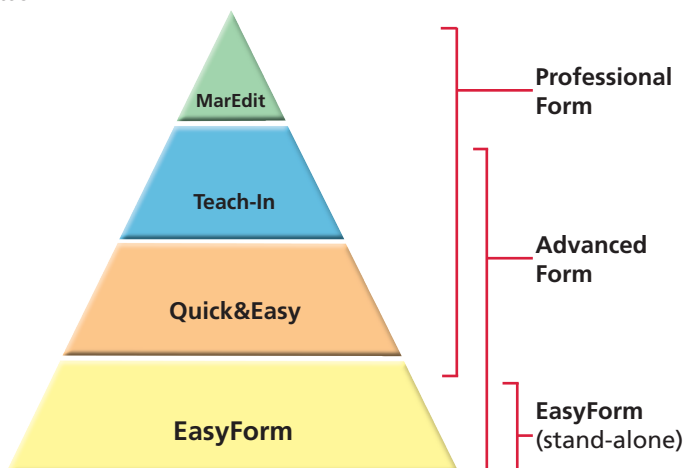 MarEdit
Teach-In
Quick&Easy
EasyForm
Professional
Form
Advanced
Form
EasyForm
(stand-alone)